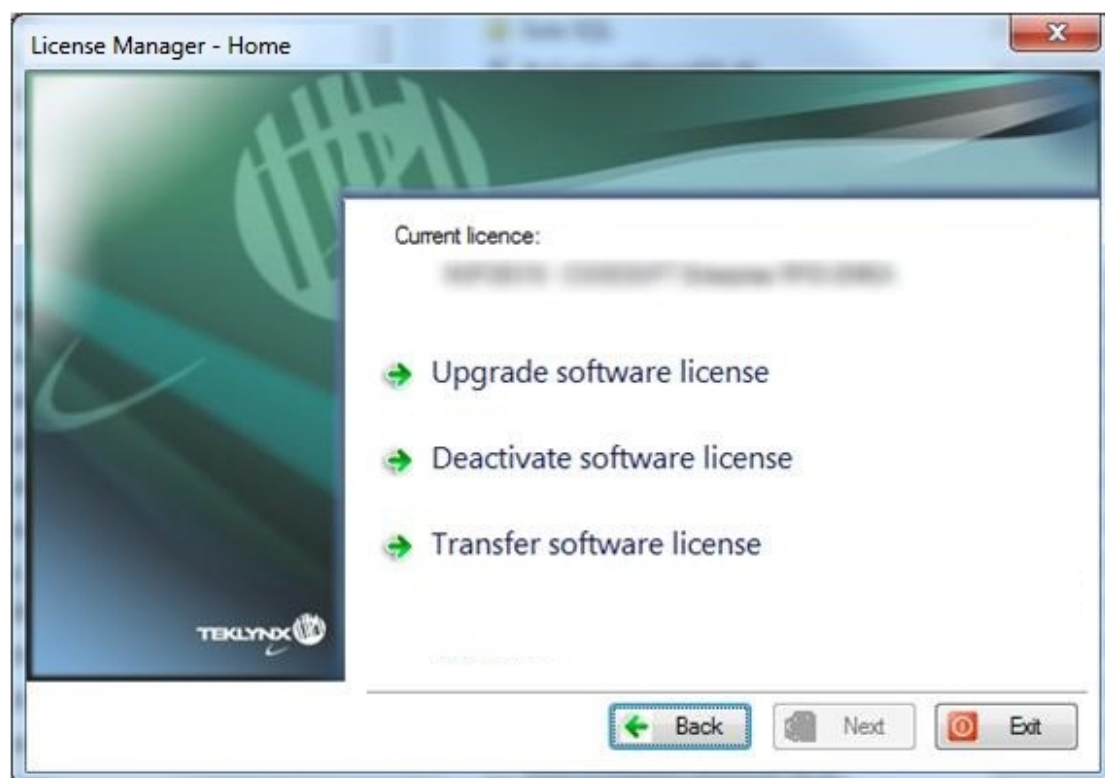 License Manager - Home
Current licence:
Upgrade software license
Deactivate software license
Transfer software license
TEKLYNX
Back
Next
Exit